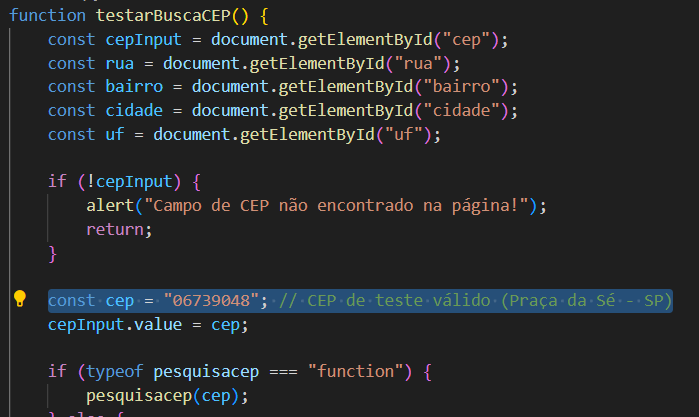 function testarBuscaCEP() {
const cepInput = document.getElementById("cep");
const rua = document.getElementById("rua");
const bairro = document.getElementById("bairro");
const cidade = document.getElementById("cidade");
const uf = document.getElementById("uf");
if (!cepInput) {
alert("Campo de CEP não encontrado na página!");
return;
}
const cep = "06739048"; // CEP de teste válido (Praça da Sé - SP)
cepInput.value = cep;
if (typeof pesquisacep === "function") {
pesquisacep(cep);
} else {